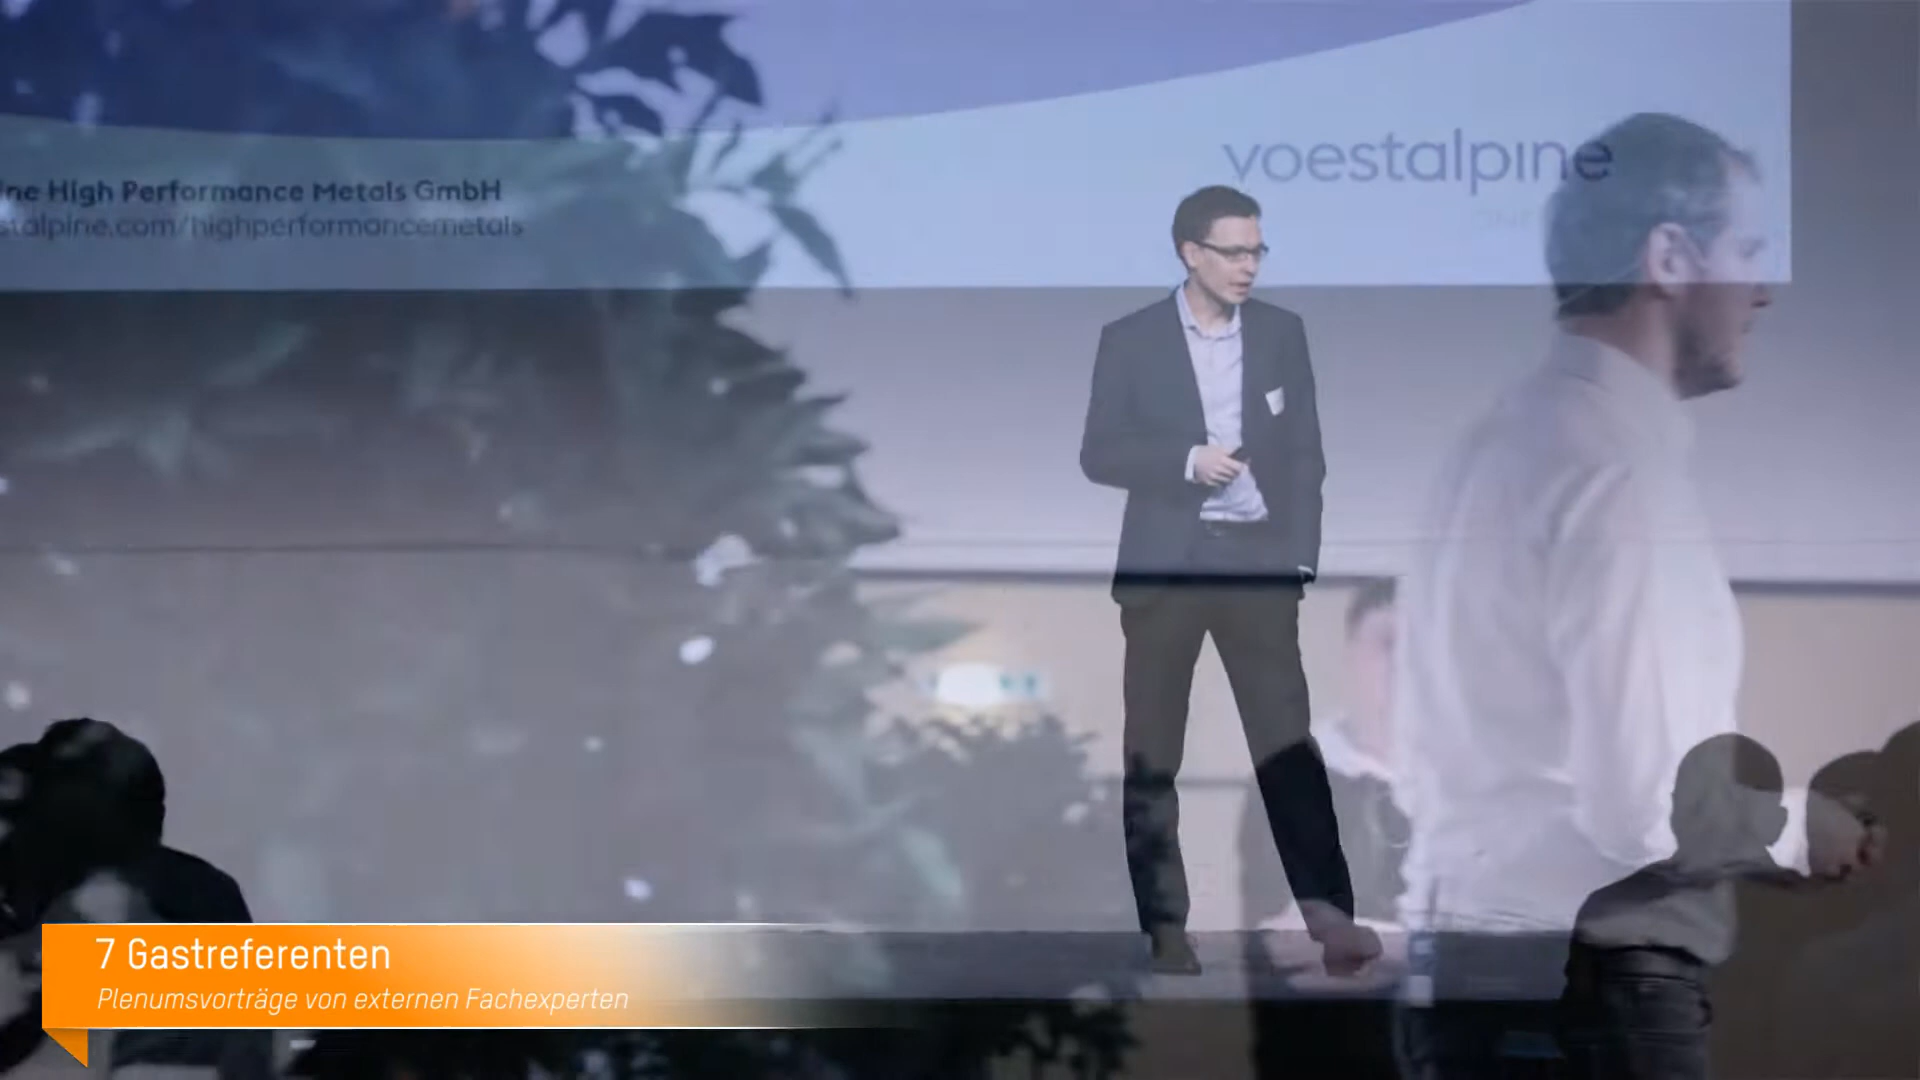 ine High Performance Metals GmbH
stalpine.com/highperformancemetals
voestalpine
7 Gastreferenten
Plenumsvorträge von externen Fachexperten